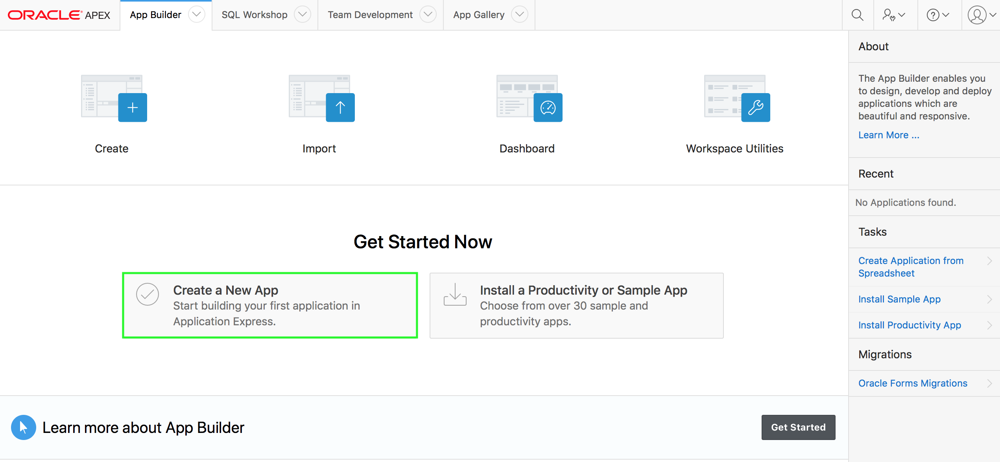 ORACLE APEX
App Builder
SQL Workshop
Team Development
App Gallery
Create
Import
Dashboard
Workspace Utilities
Get Started Now
Create a New App
Start building your first application in
Application Express.
Install a Productivity or Sample App
Choose from over 30 sample and
productivity apps.
Learn more about App Builder
Get Started
About
The App Builder enables you
to design, develop and deploy
applications which are
beautiful and responsive.
Learn More ...
Recent
No Applications found.
Tasks
Create Application from
Spreadsheet
Install Sample App
Install Productivity App
Migrations
Oracle Forms Migrations